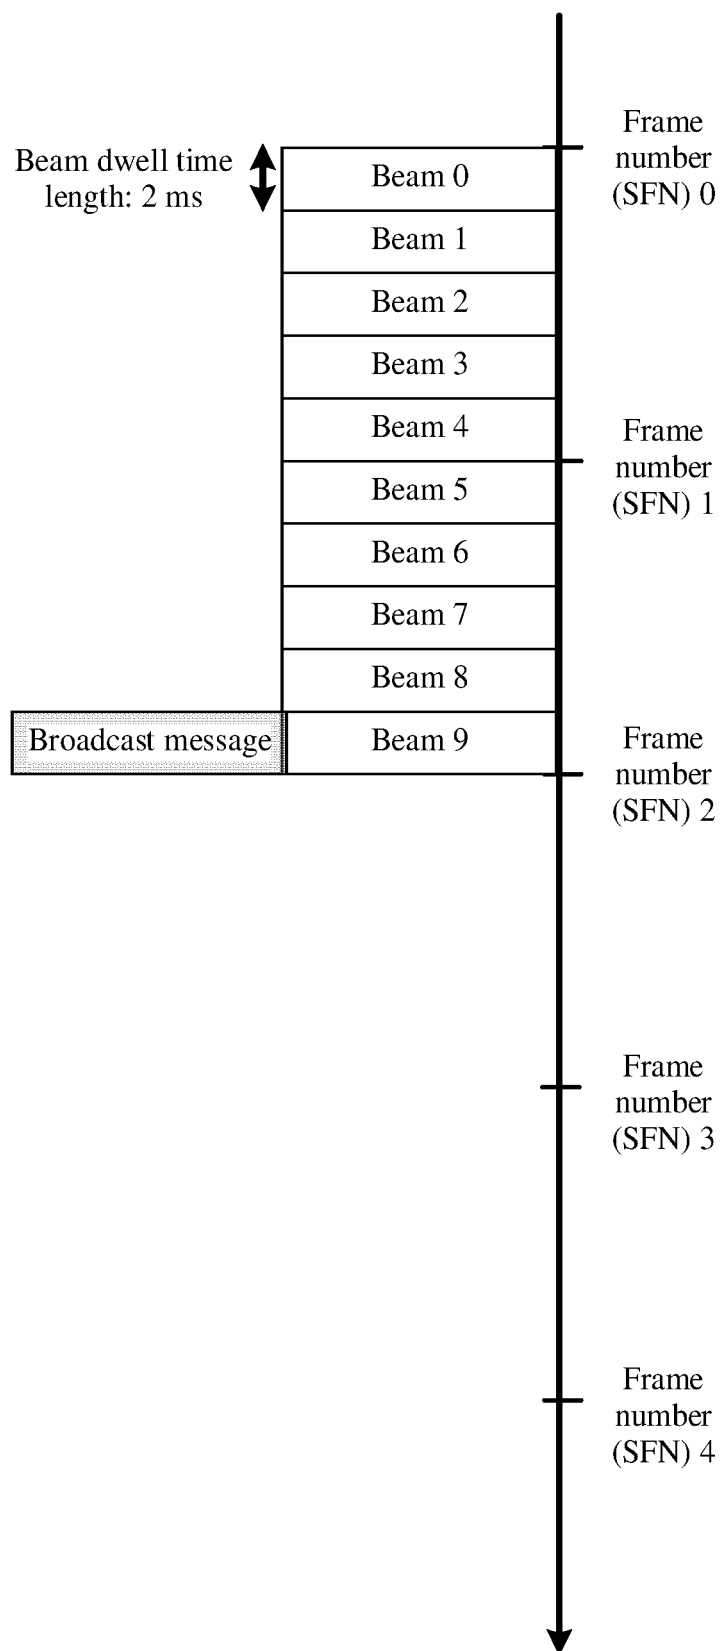 Frame
number
(SFN) 0
Beam dwell time
length: 2 ms
Beam 0
Beam 1
Beam 2
Beam 3
Beam 4
Frame
number
(SFN) 1
Beam 5
Beam 6
Beam 7
Beam 8
Broadcast message
Beam 9
Frame
number
(SFN) 2
Frame
number
(SFN) 3
Frame
number
(SFN) 4